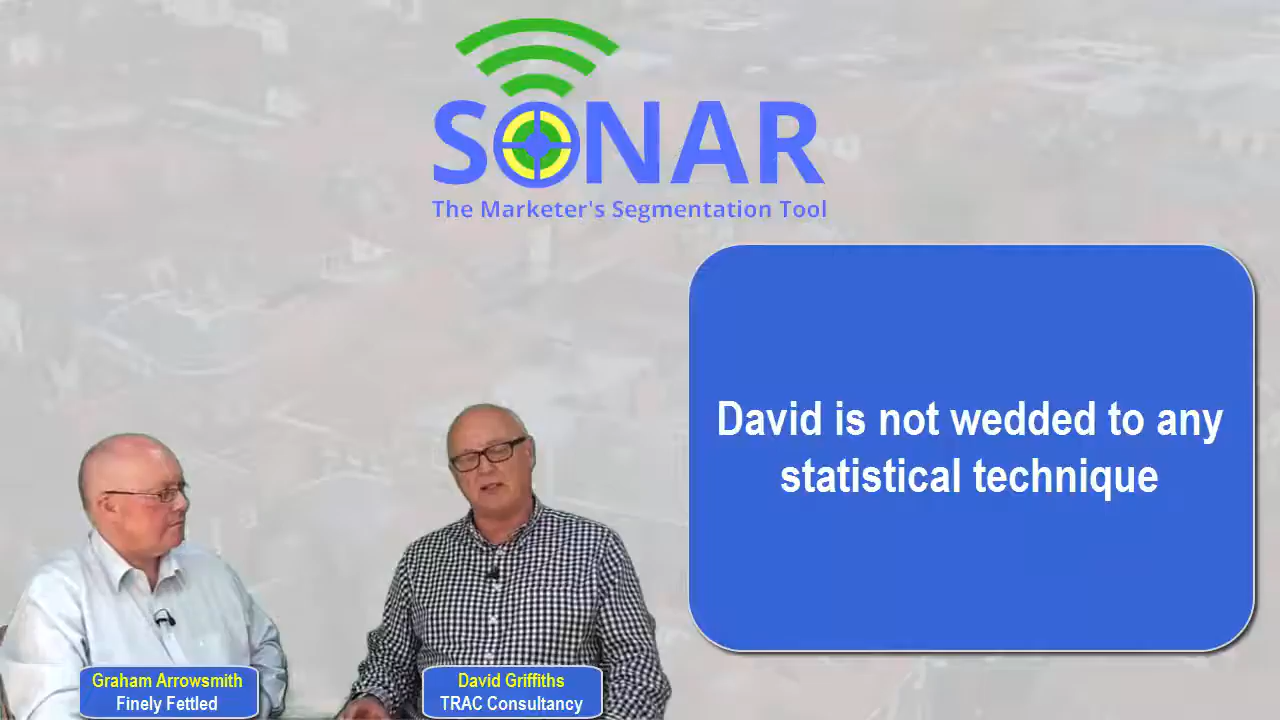 SONAR
The Marketer's Segmentation Tool
David is not wedded to any
statistical technique
Graham Arrowsmith
Finely Fettled
David Griffiths
TRAC Consultancy